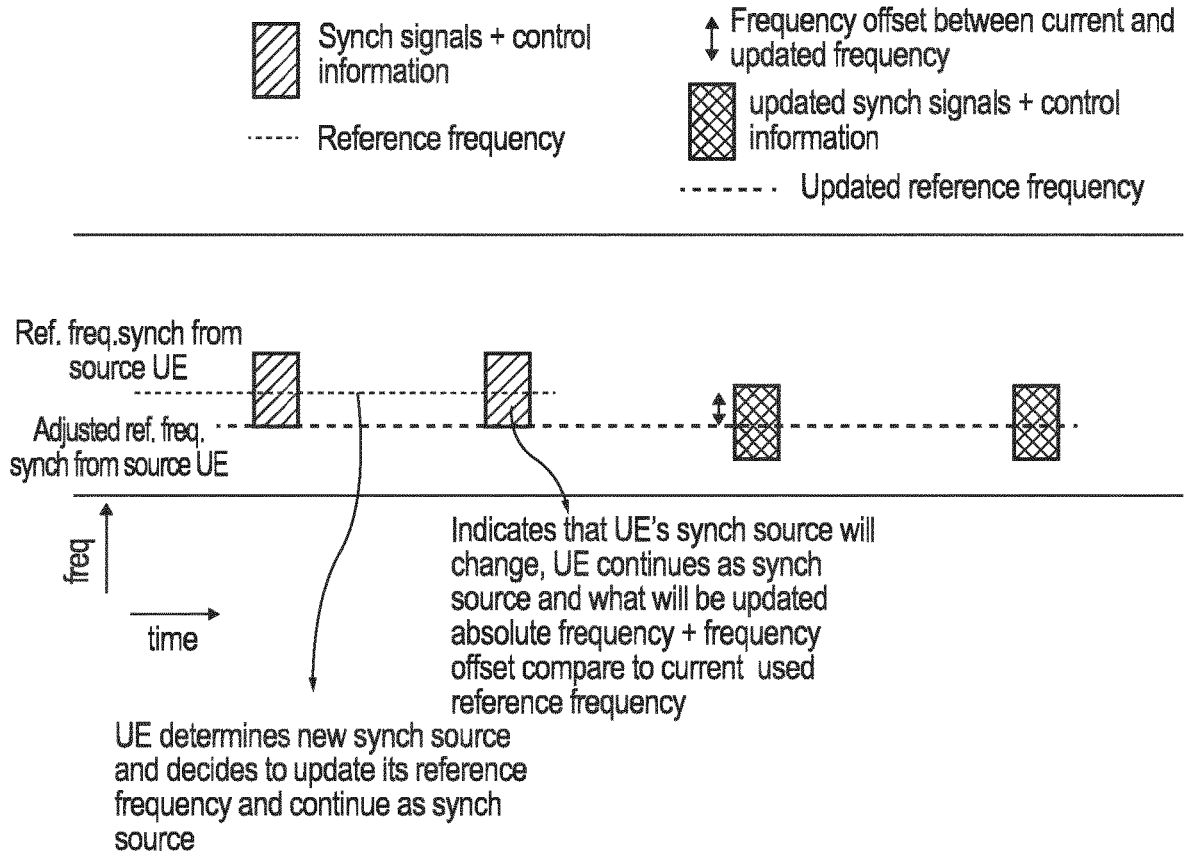 Synch signals + control
information
Reference frequency
Frequency offset between current and
updated frequency
updated synch signals + control
information
Updated reference frequency
Ref. freq.synch from
source UE
Adjusted ref. freq.
synch from source UE
freq
time
Indicates that UE's synch source will
change, UE continues as synch
source and what will be updated
absolute frequency + frequency
offset compare to current used
reference frequency
UE determines new synch source
and decides to update its reference
frequency and continue as synch
source